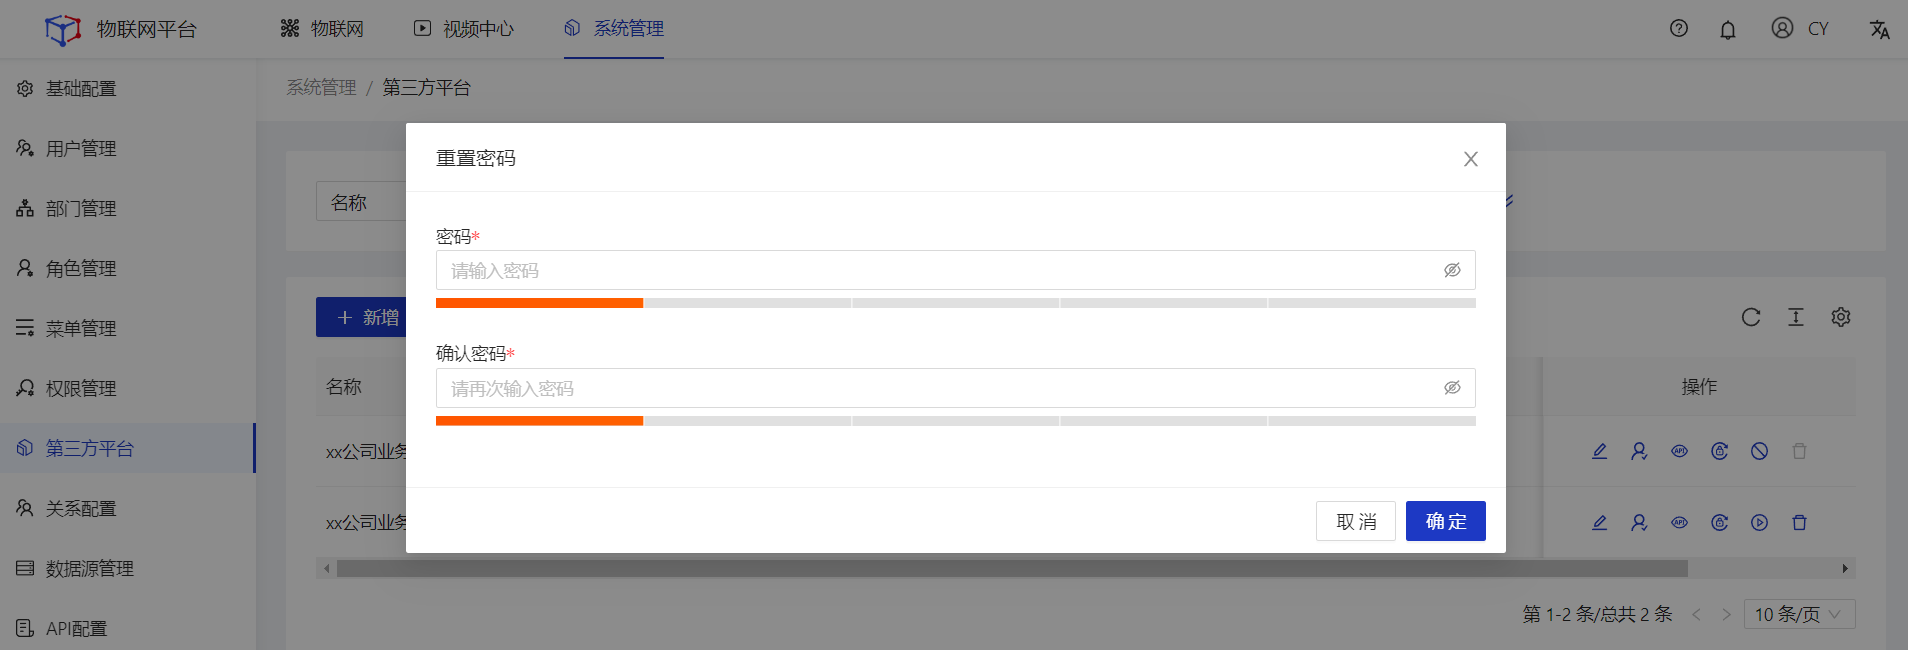 物联网平台
物联网
视频中心
系统管理
CY
基础配置
用户管理
部门管理
角色管理
菜单管理
权限管理
第三方平台
关系配置
数据源管理
API配置
系统管理 / 第三方平台
名称
+ 新增
名称
操作
xx公司业务
xx公司业务
第 1-2 条/总共 2 条
10 条/页
重置密码
密码*
请输入密码
确认密码*
请再次输入密码
取 消
确 定